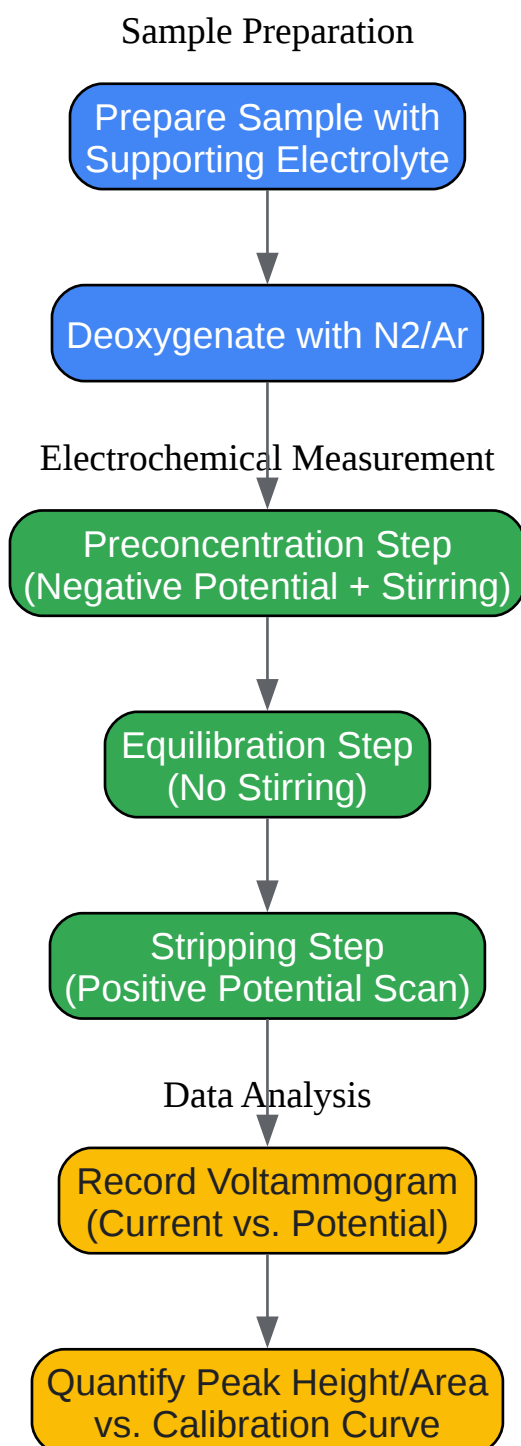 Sample Preparation
Prepare Sample with
Supporting Electrolyte
Deoxygenate with N2/Ar
Electrochemical Measurement
Preconcentration Step
(Negative Potential + Stirring)
Equilibration Step
(No Stirring)
Stripping Step
(Positive Potential Scan)
Data Analysis
Record Voltammogram
(Current vs. Potential)
Quantify Peak Height/Area
vs. Calibration Curve